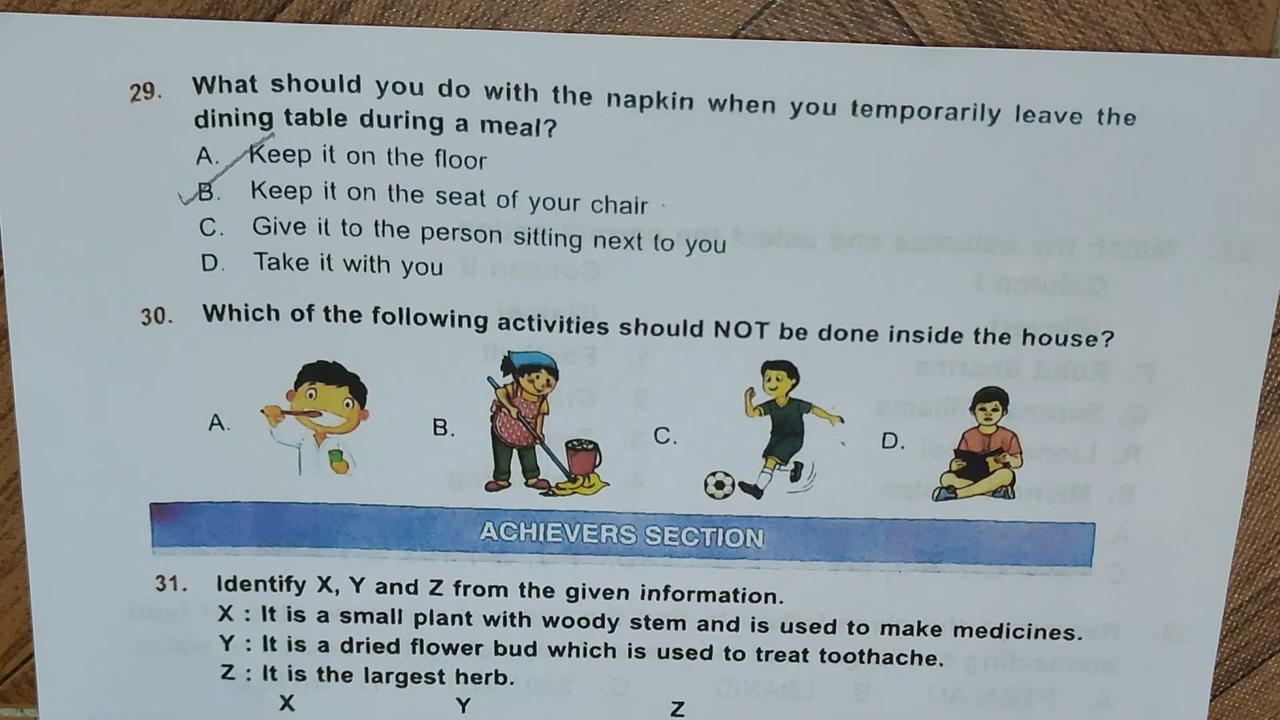 29. What should you do with the napkin when you temporarily leave the
dining table during a meal?
A. Keep it on the floor
B. Keep it on the seat of your chair
C. Give it to the person sitting next to you
D. Take it with you
30. Which of the following activities should NOT be done inside the house?
A. B. C. D.
ACHIEVERS SECTION
31. Identify X, Y and Z from the given information.
X : It is a small plant with woody stem and is used to make medicines.
Y : It is a dried flower bud which is used to treat toothache.
Z : It is the largest herb.
X Y Z